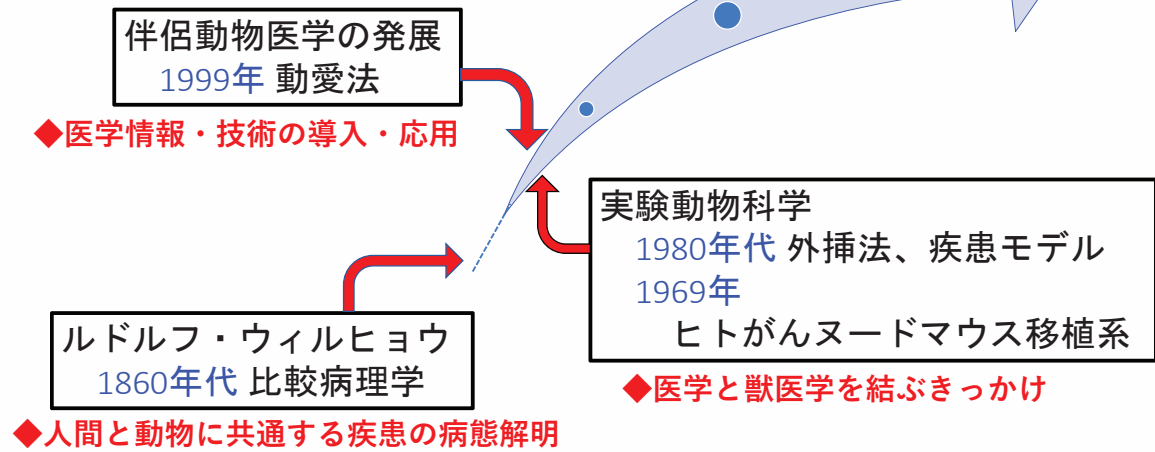 伴侶動物医学の発展
1999年 動愛法
◆医学情報・技術の導入・応用
実験動物科学
1980年代 外挿法、疾患モデル
1969年
ヒトがんヌードマウス移植系
◆医学と獣医学を結ぶきっかけ
ルドルフ・ウィルヒョウ
1860年代 比較病理学
◆人間と動物に共通する疾患の病態解明